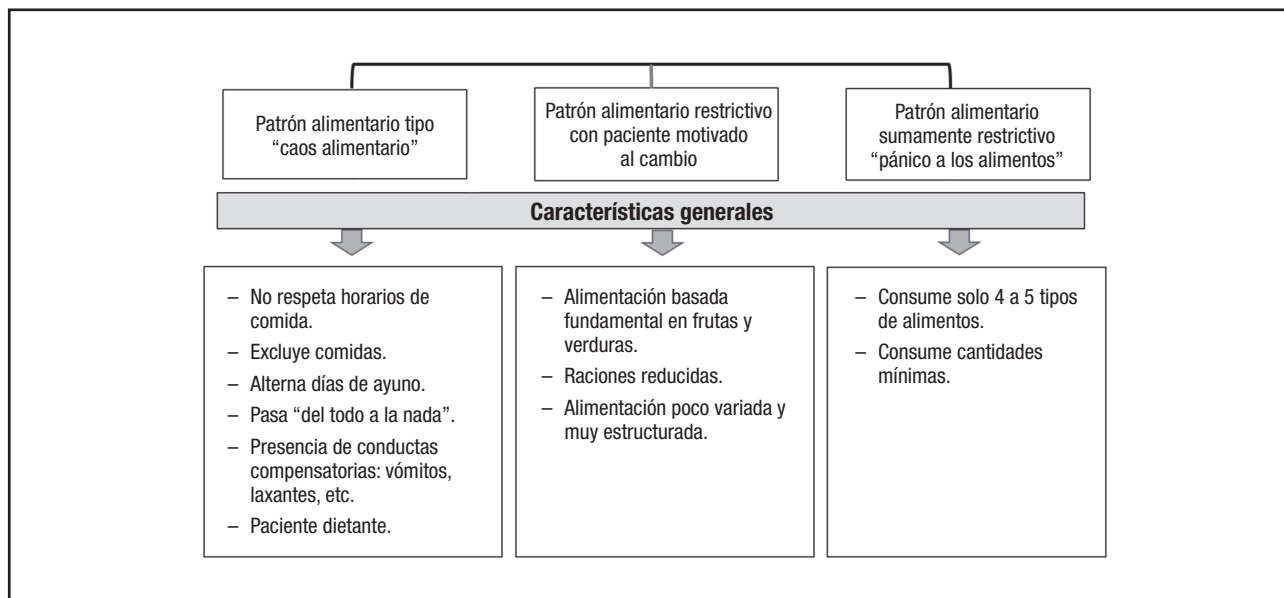 Patrón alimentario tipo
“caos alimentario”
Patrón alimentario restrictivo
con paciente motivado
al cambio
Patrón alimentario
sumamente restrictivo
“pánico a los alimentos”
Características generales
– No respeta horarios de
comida.
– Excluye comidas.
– Alterna días de ayuno.
– Pasa “del todo a la nada”.
– Presencia de conductas
compensatorias: vómitos,
laxantes, etc.
– Paciente dietante.
– Alimentación basada
fundamental en frutas y
verduras.
– Raciones reducidas.
– Alimentación poco variada y
muy estructurada.
– Consume solo 4 a 5 tipos
de alimentos.
– Consume cantidades
mínimas.